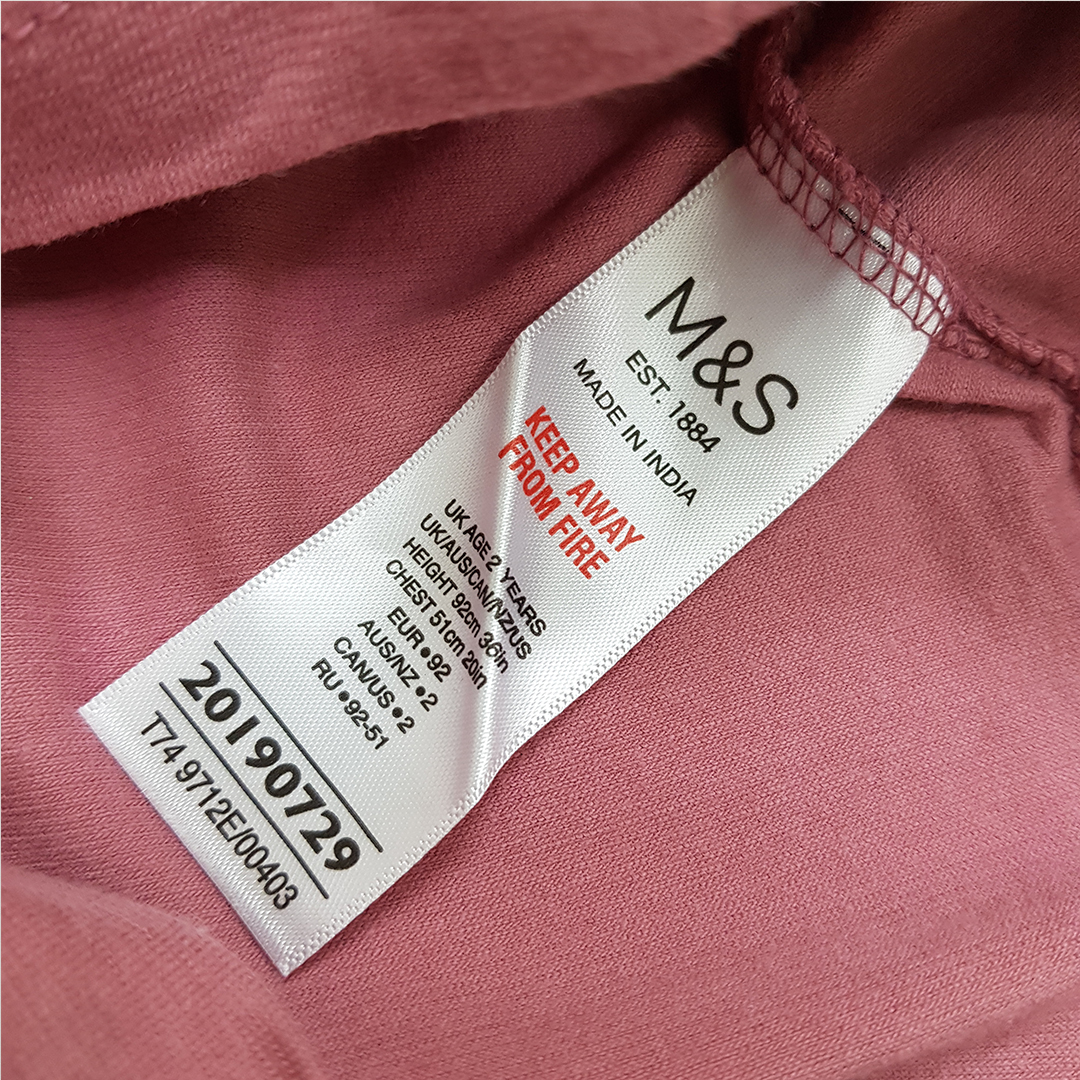 M&S
EST. 1884
MADE IN INDIA
KEEP AWAY
FROM FIRE
UK AGE 2 YEARS
UK/AUS/CAN/NZ/US
HEIGHT 92cm 36in
CHEST 51cm 20in
EUR•92
AUS/NZ•2
CAN/US•2
RU•92-51
20190729
T74 9712E/00403